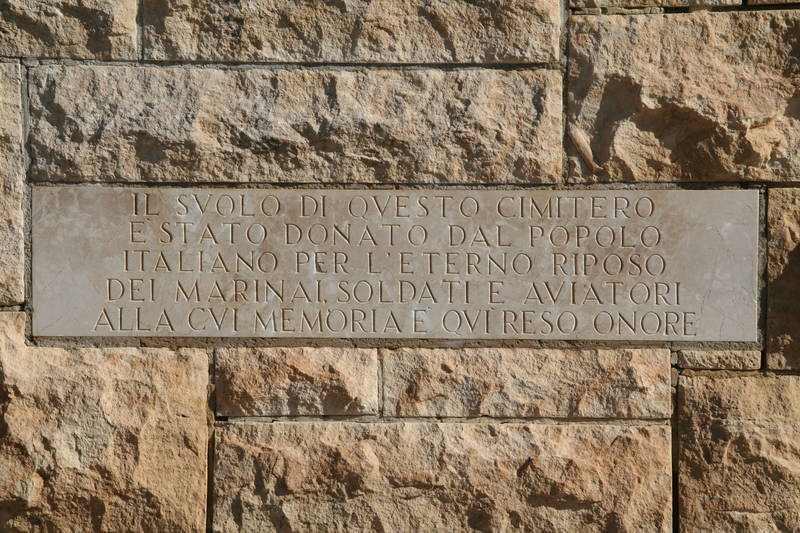 IL SVOLO DI QVESTO CIMITERO
E STATO DONATO DAL POPOLO
ITALIANO PER L'ETERNO RIPOSO
DEI MARINAI, SOLDATI E AVIATORI
ALLA CVI MEMORIA E QVI RESO ONORE